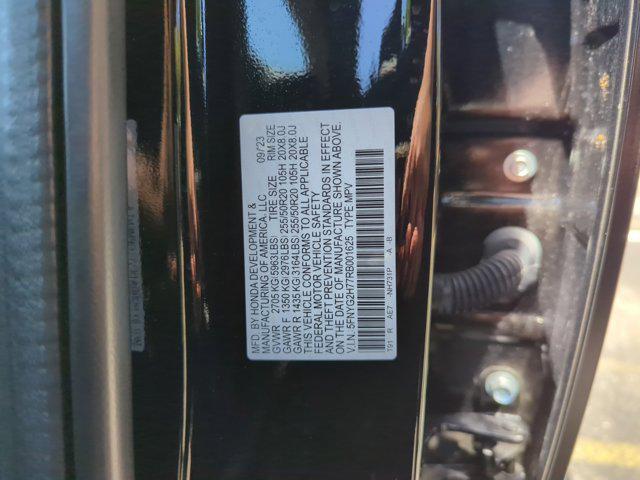 MFD. BY HONDA DEVELOPMENT &
MANUFACTURING OF AMERICA, LLC 09/23
GVWR 2705 KG(5963LBS) TIRE SIZE RIM SIZE
GAWR F 1350 KG 2976LBS 255/50R20 105H 20X8.0J
GAWR R 1435 KG 3164LBS 255/50R20 105H 20X8.0J
THIS VEHICLE CONFORMS TO ALL APPLICABLE
FEDERAL MOTOR VEHICLE SAFETY
AND THEFT PREVENTION STANDARDS IN EFFECT
ON THE DATE OF MANUFACTURE SHOWN ABOVE.
V.I.N. 5FNYG2H77RB001625 TYPE: MPV
T91 R AE7 NH731P A -B